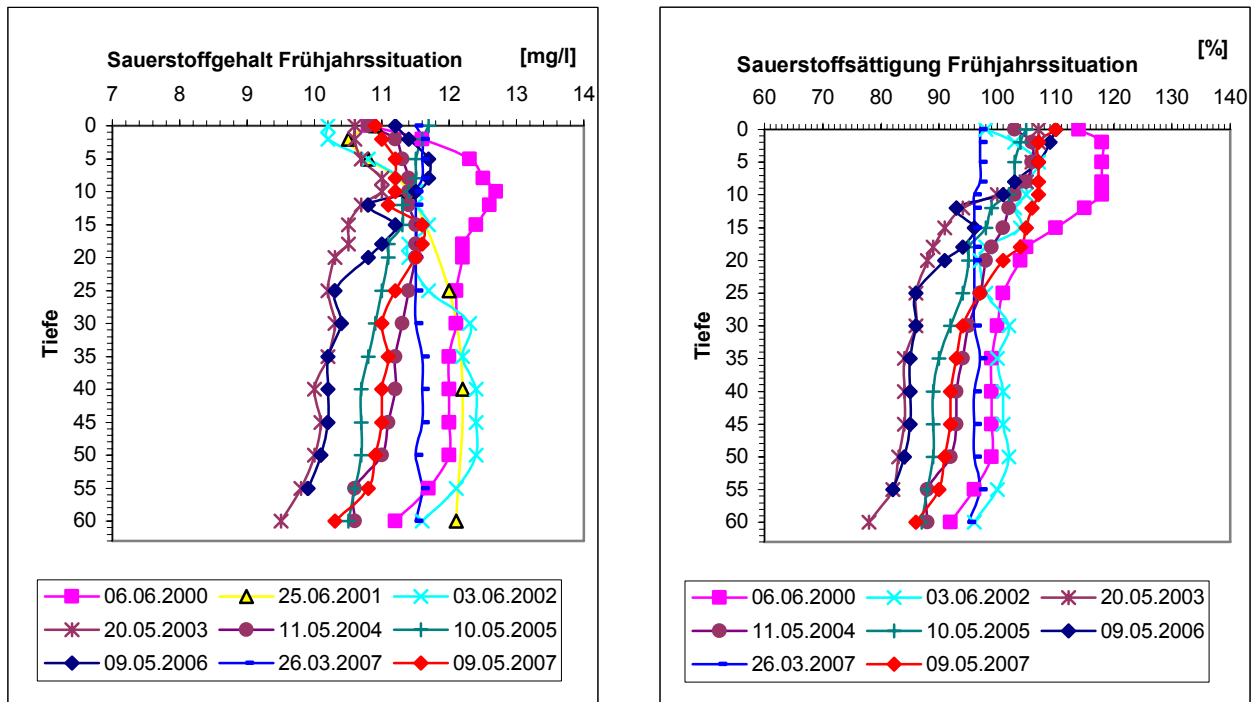 Sauerstoffgehalt Frühjahrssituation [mg/l]
7 8 9 10 11 12 13 14
0
5
10
15
20
25
30
35
40
45
50
55
60
Tiefe
06.06.2000 25.06.2001 03.06.2002
20.05.2003 11.05.2004 10.05.2005
09.05.2006 26.03.2007 09.05.2007
Sauerstoffsättigung Frühjahrssituation [%]
60 70 80 90 100 110 120 130 140
0
5
10
15
20
25
30
35
40
45
50
55
60
Tiefe
06.06.2000 03.06.2002 20.05.2003
11.05.2004 10.05.2005 09.05.2006
26.03.2007 09.05.2007